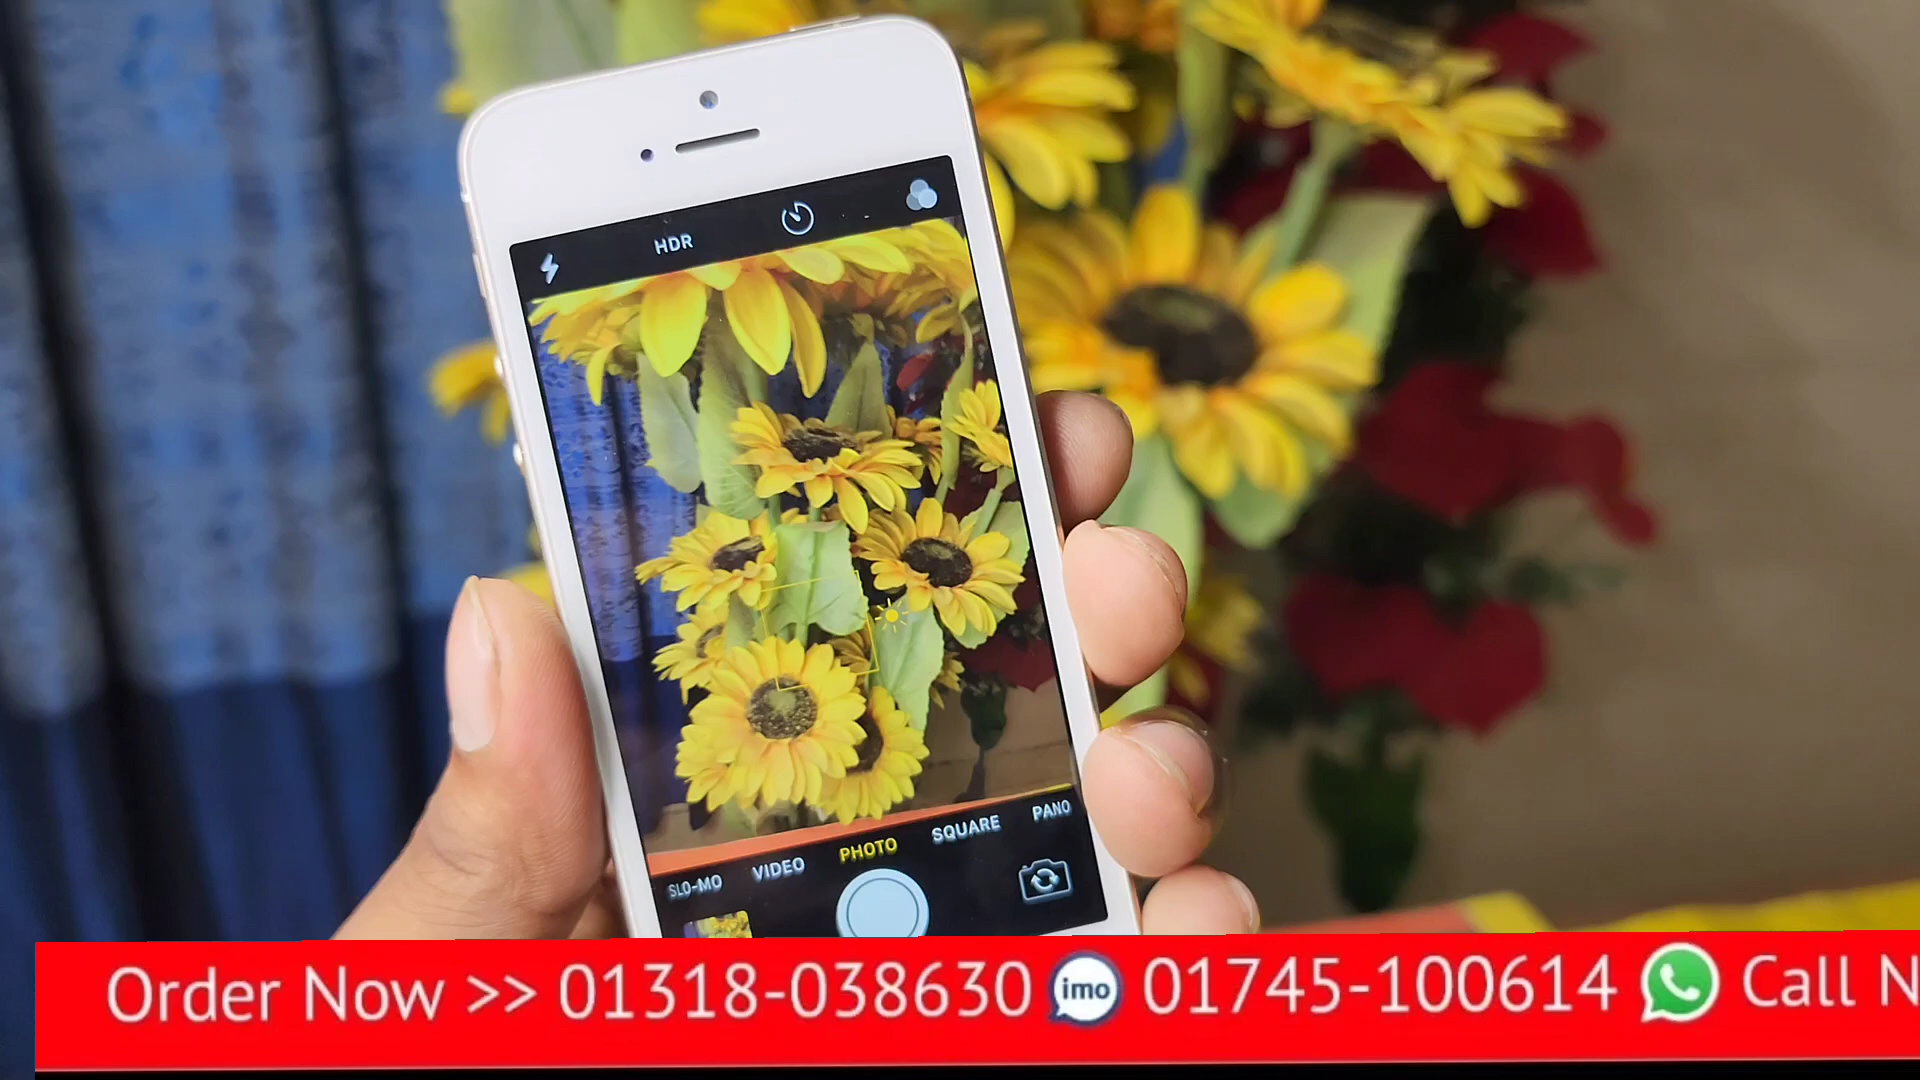 HDR
SLO-MO VIDEO PHOTO SQUARE PANO
Order Now >> 01318-038630 imo 01745-100614 Call N